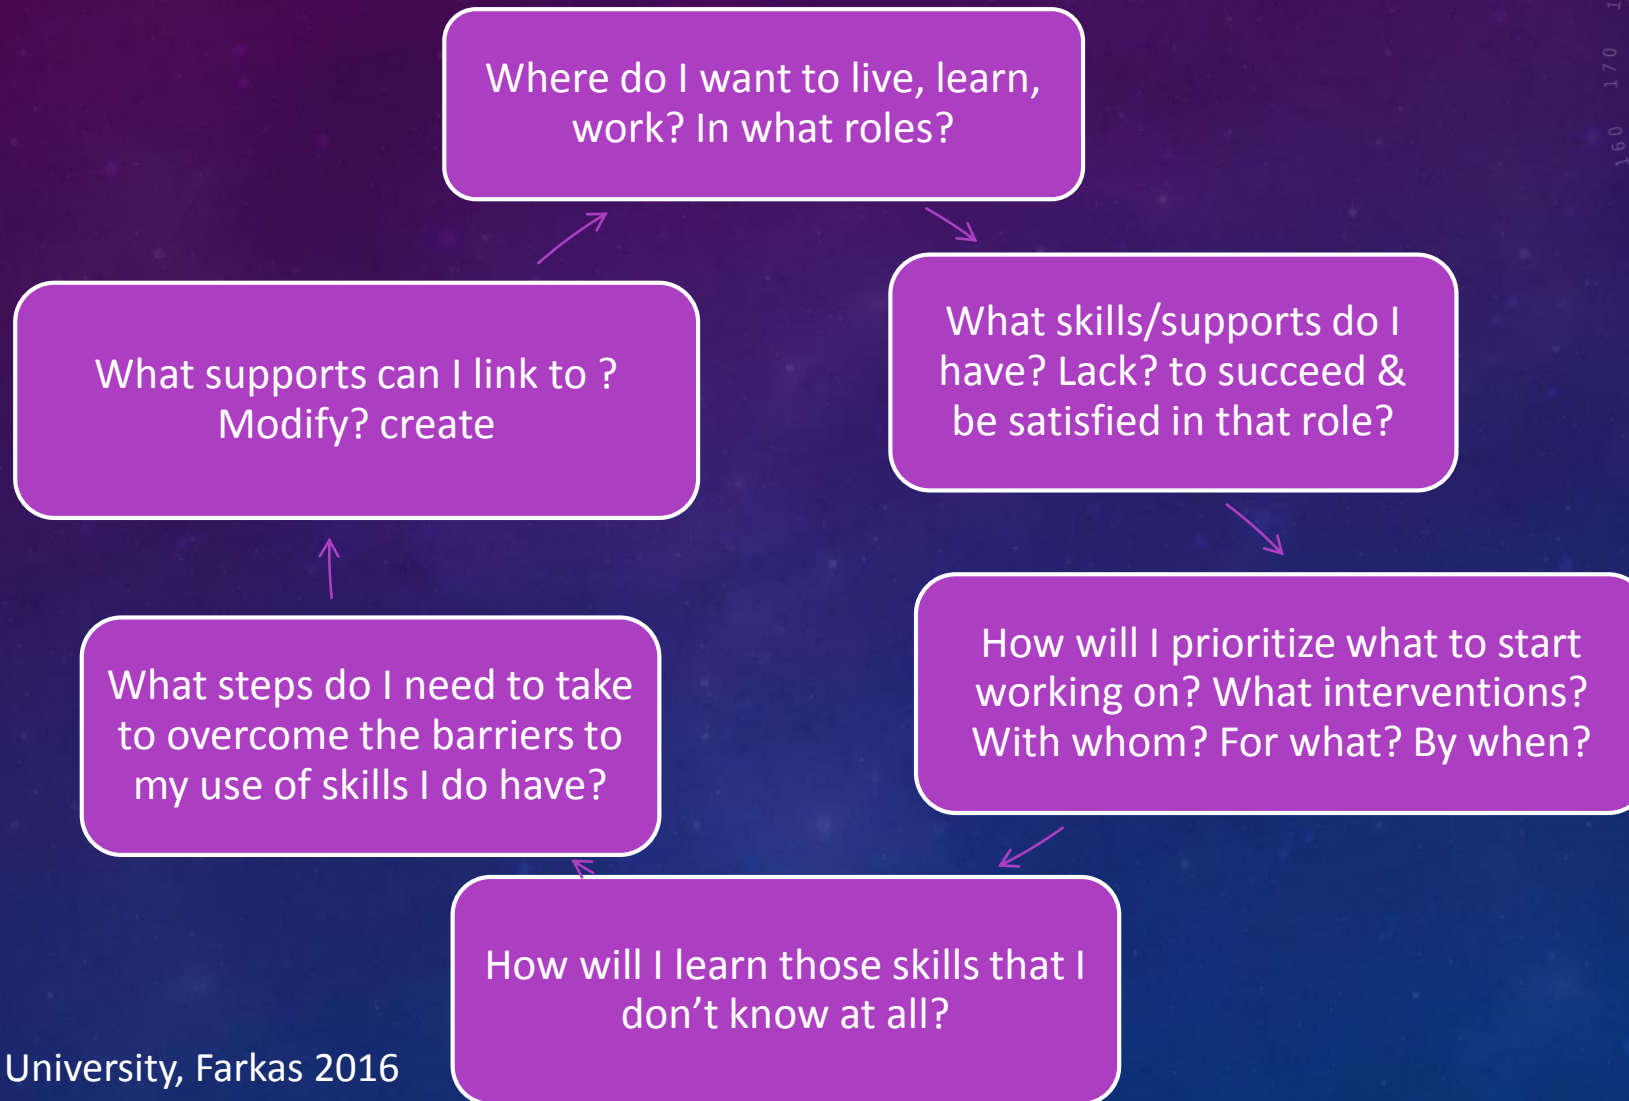 Where do I want to live, learn,
work? In what roles?
What skills/supports do I
have? Lack? to succeed &
be satisfied in that role?
How will I prioritize what to start
working on? What interventions?
With whom? For what? By when?
How will I learn those skills that I
don’t know at all?
What steps do I need to take
to overcome the barriers to
my use of skills I do have?
What supports can I link to ?
Modify? create
University, Farkas 2016
160 170